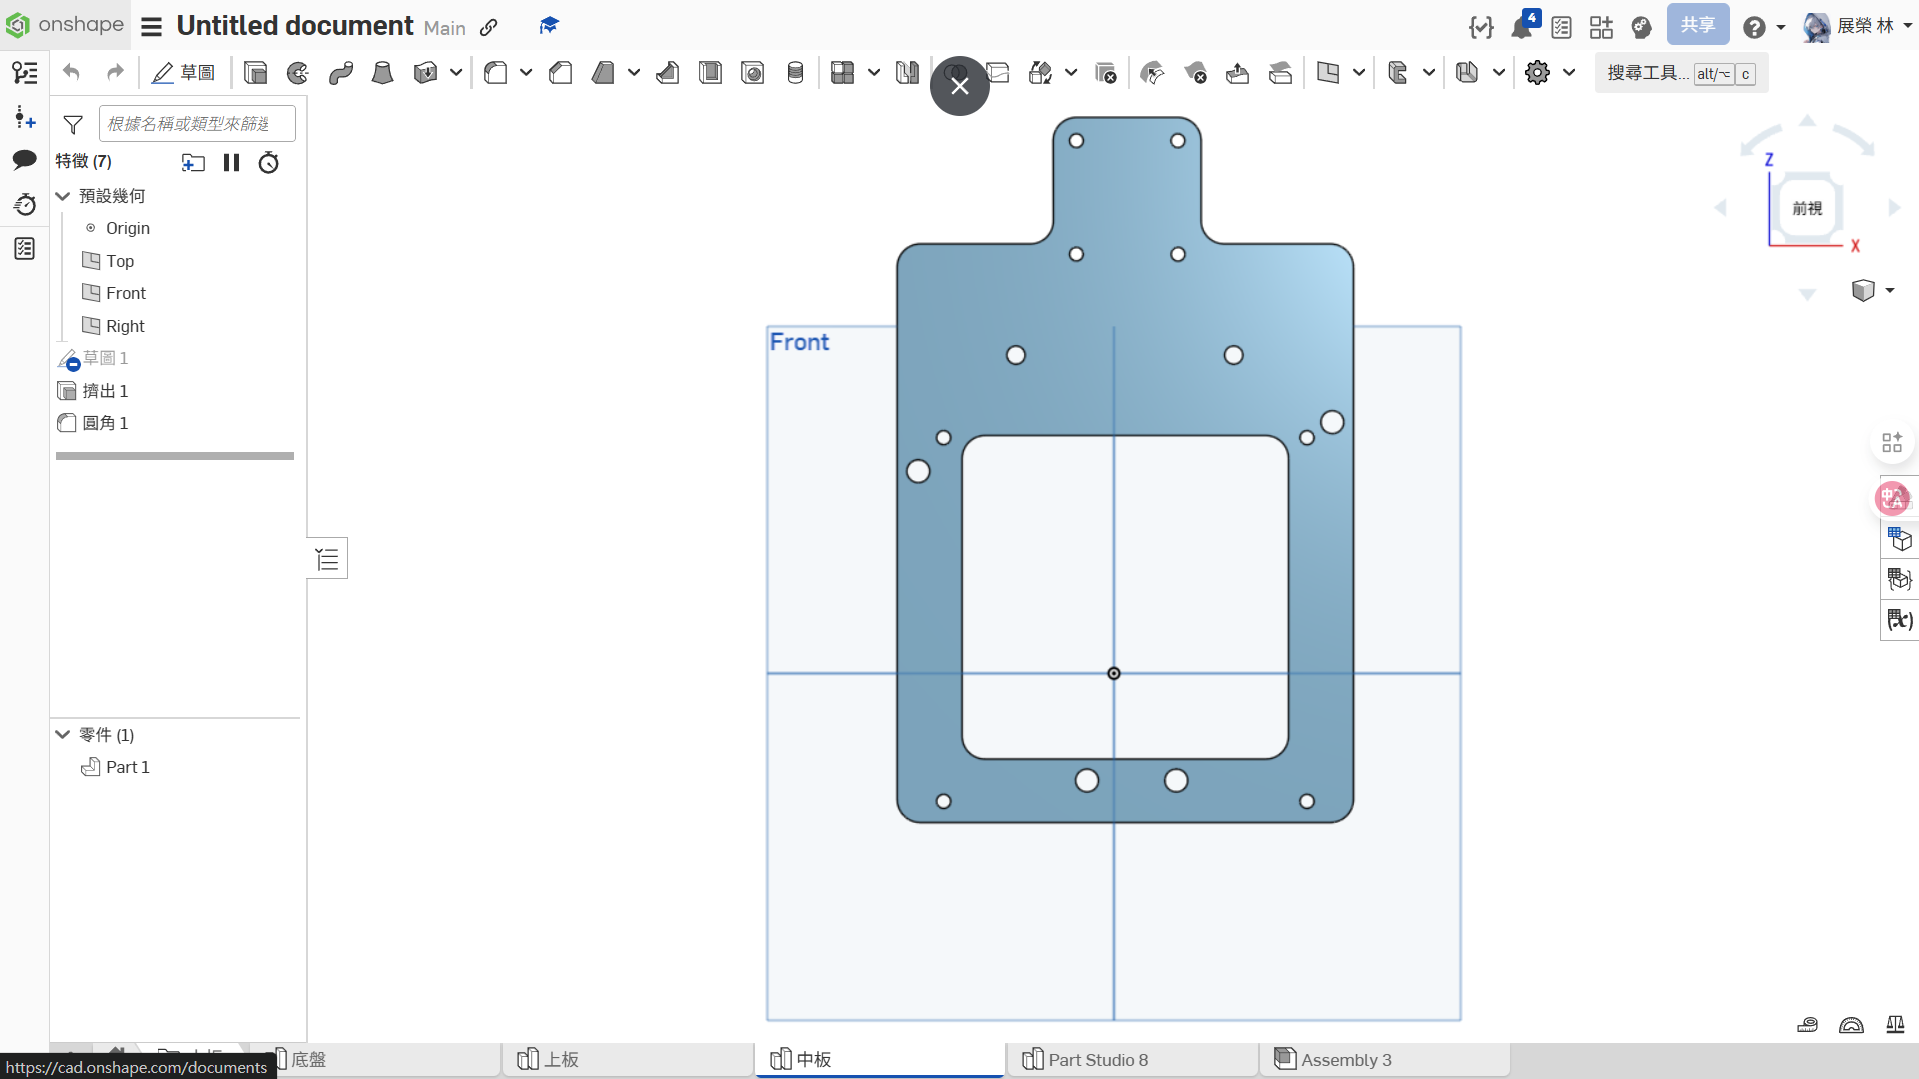 onshape
Untitled document Main
4
共享
展榮 林
草圖
搜尋工具... alt/⌥ c
根據名稱或類型來篩選
特徵 (7)
預設幾何
Origin
Top
Front
Right
草圖 1
擠出 1
圓角 1
零件 (1)
Part 1
Front
Z
前視
X
中A
(x)
https://cad.onshape.com/documents
底盤
上板
中板
Part Studio 8
Assembly 3